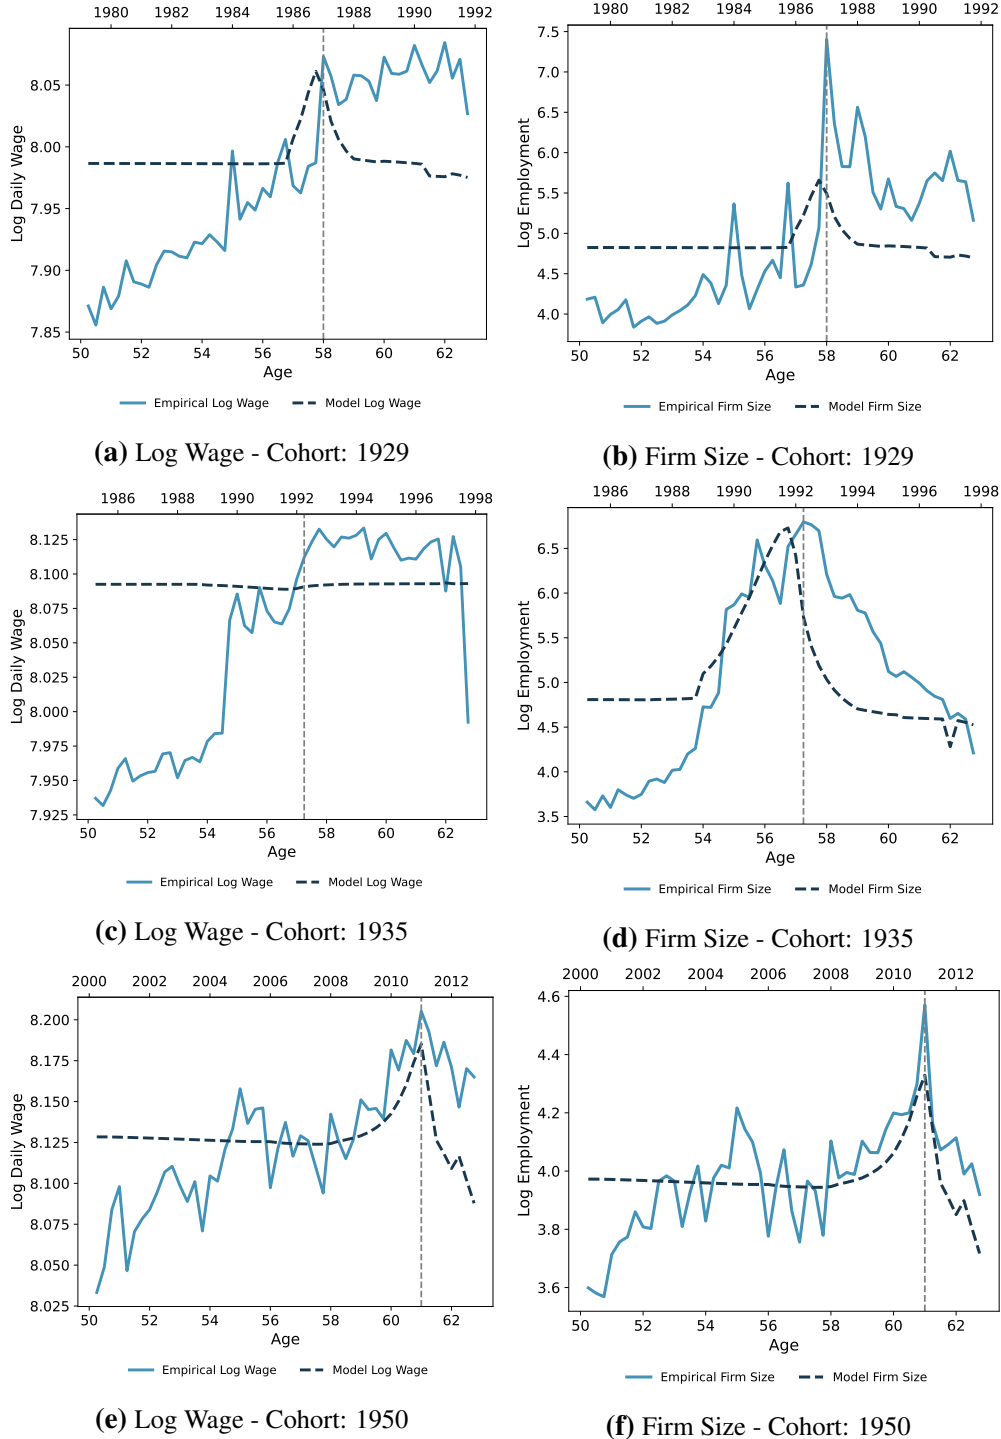 1980 1982 1984 1986 1988 1990 1992
8.05
8.00
7.95
7.90
7.85
Log Daily Wage
50 52 54 56 58 60 62
Age
Empirical Log Wage Model Log Wage
(a) Log Wage - Cohort: 1929
1980 1982 1984 1986 1988 1990 1992
7.5
7.0
6.5
6.0
5.5
5.0
4.5
4.0
Log Employment
50 52 54 56 58 60 62
Age
Empirical Firm Size Model Firm Size
(b) Firm Size - Cohort: 1929
1986 1988 1990 1992 1994 1996 1998
8.125
8.100
8.075
8.050
8.025
8.000
7.975
7.950
7.925
Log Daily Wage
50 52 54 56 58 60 62
Age
Empirical Log Wage Model Log Wage
(c) Log Wage - Cohort: 1935
1986 1988 1990 1992 1994 1996 1998
6.5
6.0
5.5
5.0
4.5
4.0
3.5
Log Employment
50 52 54 56 58 60 62
Age
Empirical Firm Size Model Firm Size
(d) Firm Size - Cohort: 1935
2000 2002 2004 2006 2008 2010 2012
8.200
8.175
8.150
8.125
8.100
8.075
8.050
8.025
Log Daily Wage
50 52 54 56 58 60 62
Age
Empirical Log Wage Model Log Wage
(e) Log Wage - Cohort: 1950
2000 2002 2004 2006 2008 2010 2012
4.6
4.4
4.2
4.0
3.8
3.6
Log Employment
50 52 54 56 58 60 62
Age
Empirical Firm Size Model Firm Size
(f) Firm Size - Cohort: 1950